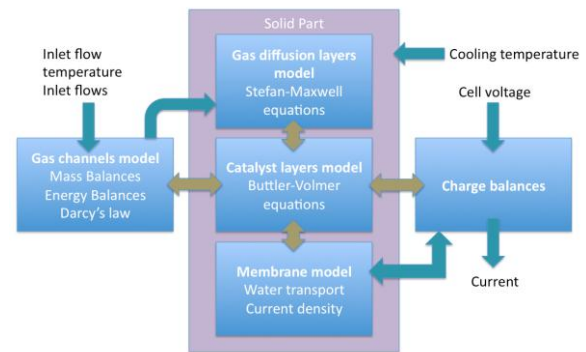 Solid Part
Inlet flow
temperature
Inlet flows
Gas diffusion layers
model
Stefan-Maxwell
equations
Cooling temperature
Cell voltage
Gas channels model
Mass Balances
Energy Balances
Darcy's law
Catalyst layers model
Buttler-Volmer
equations
Charge balances
Membrane model
Water transport
Current density
Current